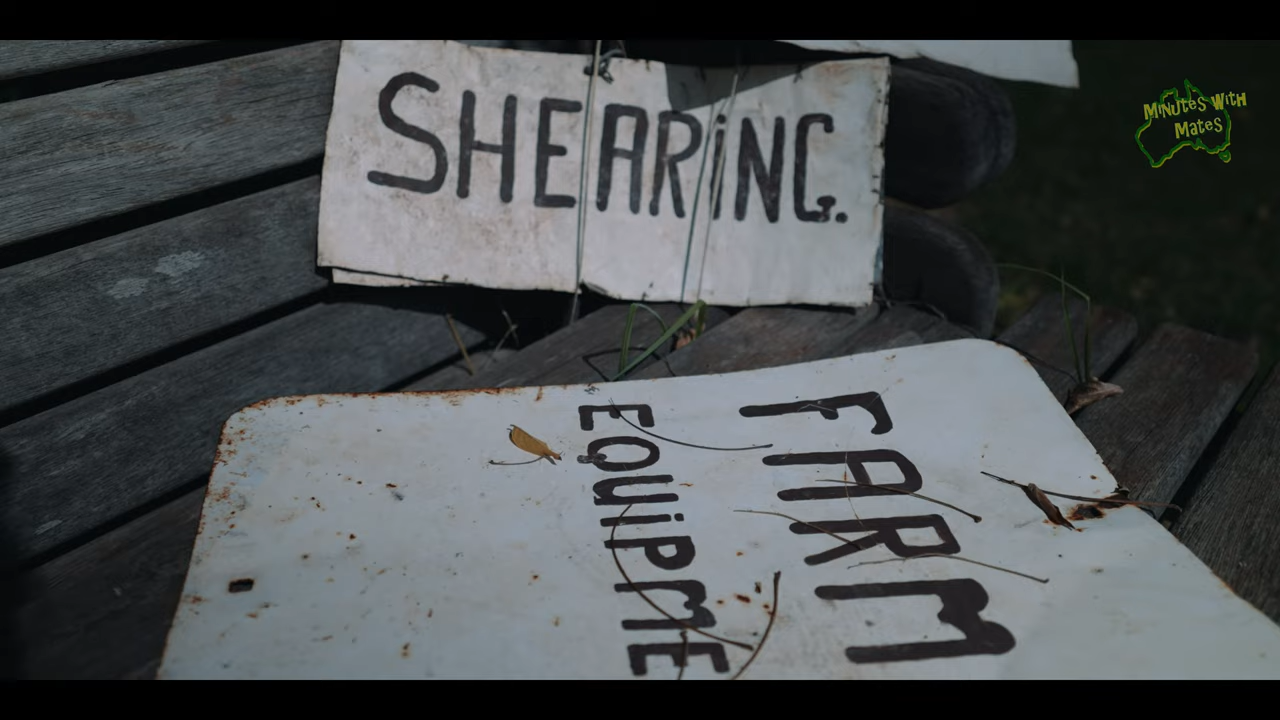 SHEARiNG.
FARM
EQUiPME
MiNUTES WiTH
MATES